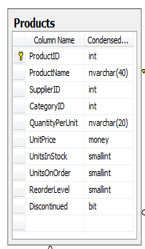 Products
Column Name Condensed...
ProductID int
ProductName nvarchar(40)
SupplierID int
CategoryID int
QuantityPerUnit nvarchar(20)
UnitPrice money
UnitsInStock smallint
UnitsOnOrder smallint
ReorderLevel smallint
Discontinued bit